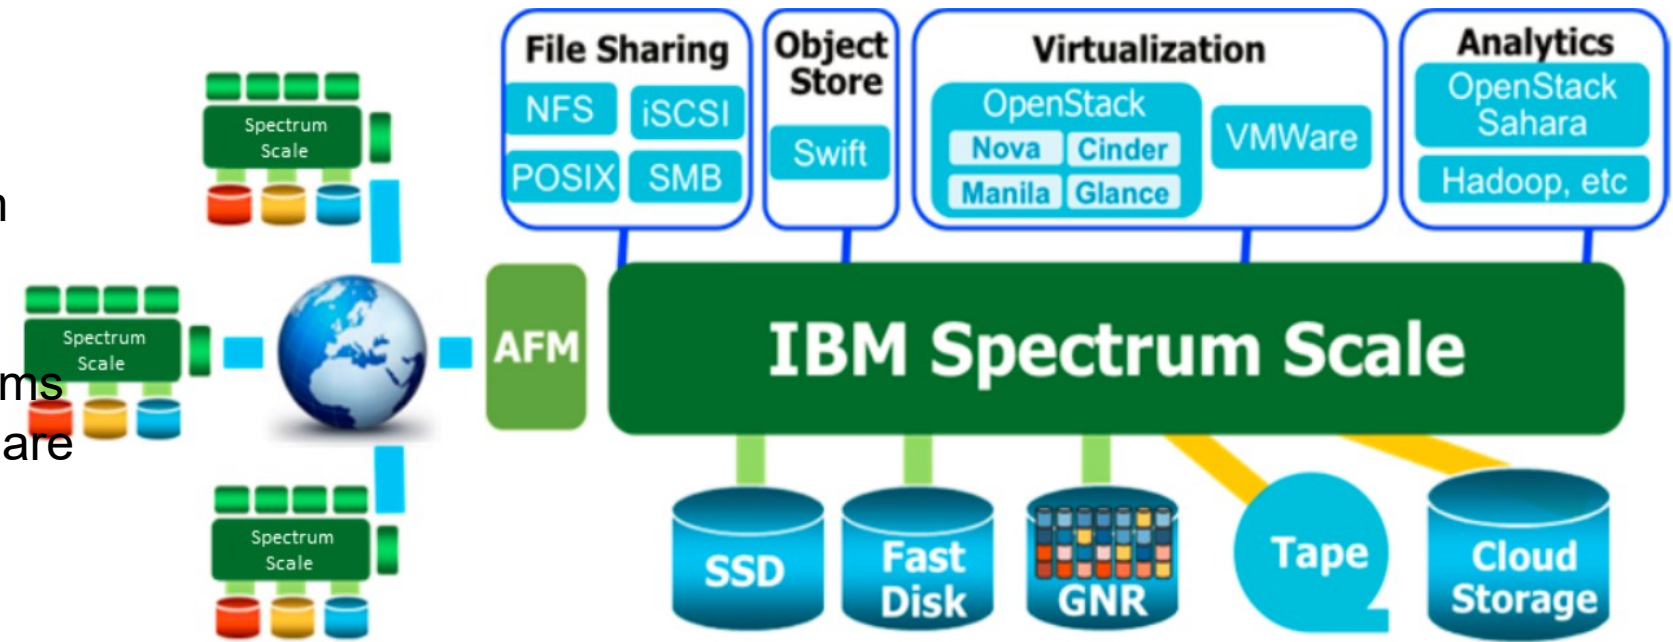 File Sharing
NFS
iSCSI
POSIX
SMB
Object
Store
Swift
Virtualization
OpenStack
Nova
Cinder
Manila
Glance
VMWare
Analytics
OpenStack
Sahara
Hadoop, etc
Spectrum
Scale
Spectrum
Scale
ms
are
Spectrum
Scale
AFM
IBM Spectrum Scale
SSD
Fast
Disk
GNR
Tape
Cloud
Storage